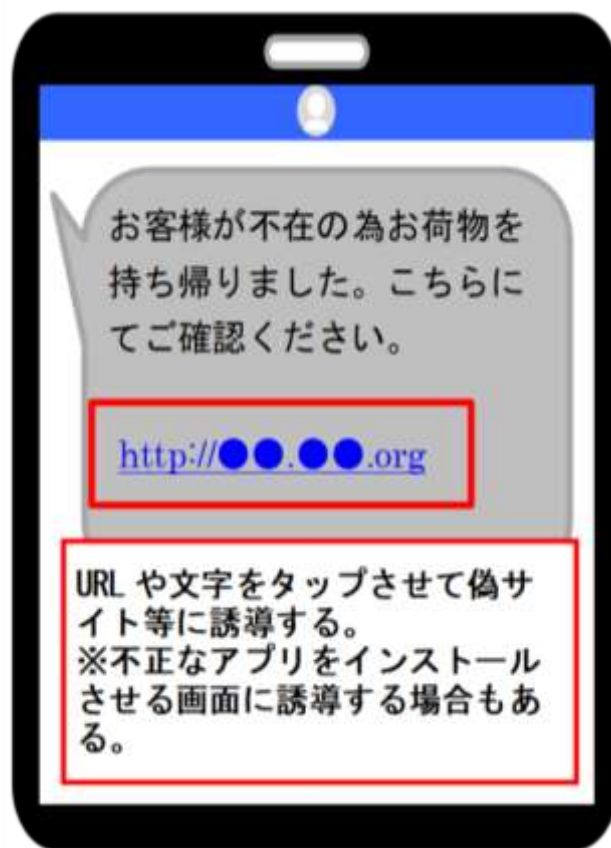 お客様が不在の為お荷物を
持ち帰りました。こちらに
てご確認ください。
http://●●.●●.org
URLや文字をタップさせて偽サ
イト等に誘導する。
※不正なアプリをインストール
させる画面に誘導する場合もあ
る。